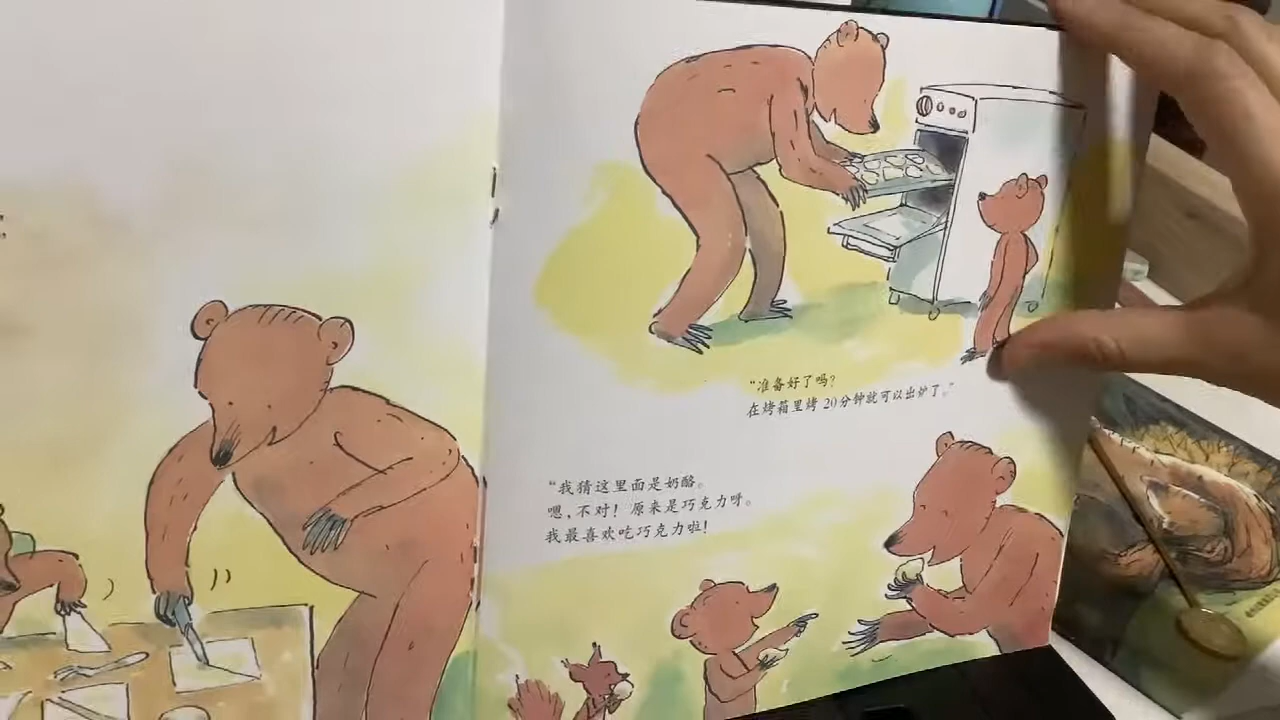 “准备好了吗？
在烤箱里烤20分钟就可以出炉了。”
“我猜这里面是奶酪。
嗯，不对！原来是巧克力呀。
我最喜欢吃巧克力啦！